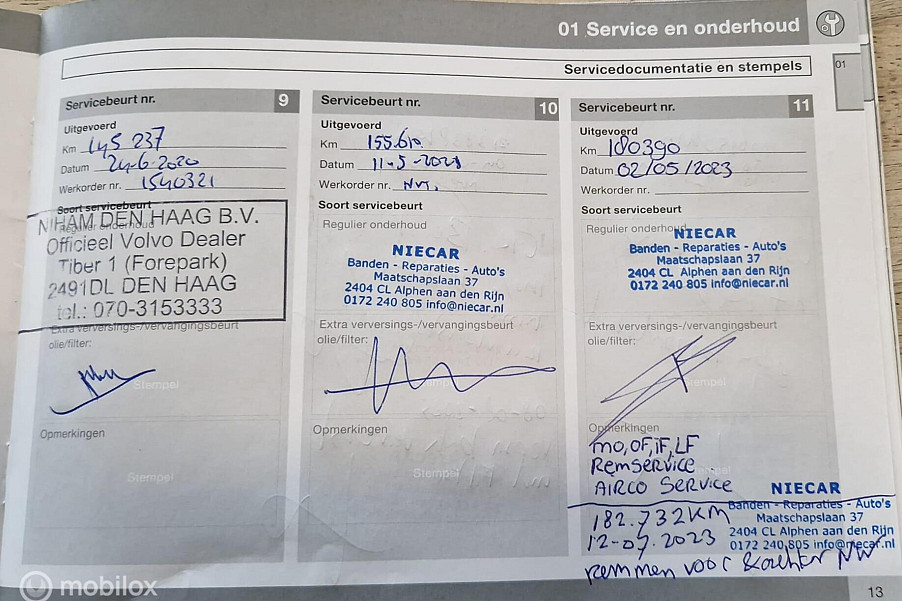 01 Service en onderhoud
Servicedocumentatie en stempels
01
Servicebeurt nr. 9
Uitgevoerd
Km 145 237
Datum 24-6-2020
Werkorder nr. 1540321
Soort servicebeurt
Regulier onderhoud
NIHAM DEN HAAG B.V.
Officieel Volvo Dealer
Tiber 1 (Forepark)
2491DL DEN HAAG
tel.: 070-3153333
Extra verversings-/vervangingsbeurt
olie/filter:
Stempel
Opmerkingen
Stempel
Servicebeurt nr. 10
Uitgevoerd
Km 155.610
Datum 11-5-2021
Werkorder nr. nvt.
Soort servicebeurt
Regulier onderhoud
NIECAR
Banden - Reparaties - Auto's
Maatschapslaan 37
2404 CL Alphen aan den Rijn
0172 240 805 info@niecar.nl
Extra verversings-/vervangingsbeurt
olie/filter:
Stempel
Opmerkingen
Stempel
Servicebeurt nr. 11
Uitgevoerd
Km 180390
Datum 02/05/2023
Werkorder nr.
Soort servicebeurt
Regulier onderhoud
NIECAR
Banden - Reparaties - Auto's
Maatschapslaan 37
2404 CL Alphen aan den Rijn
0172 240 805 info@niecar.nl
Extra verversings-/vervangingsbeurt
olie/filter:
Stempel
Opmerkingen
mo, OF, iF, LF
Remservice
AIRCO SERVICE
NIECAR
Banden - Reparaties - Auto's
Maatschapslaan 37
2404 CL Alphen aan den Rijn
0172 240 805 info@niecar.nl
182.732KM
12-07.2023
remmen voor & achter NW
13
mobilox